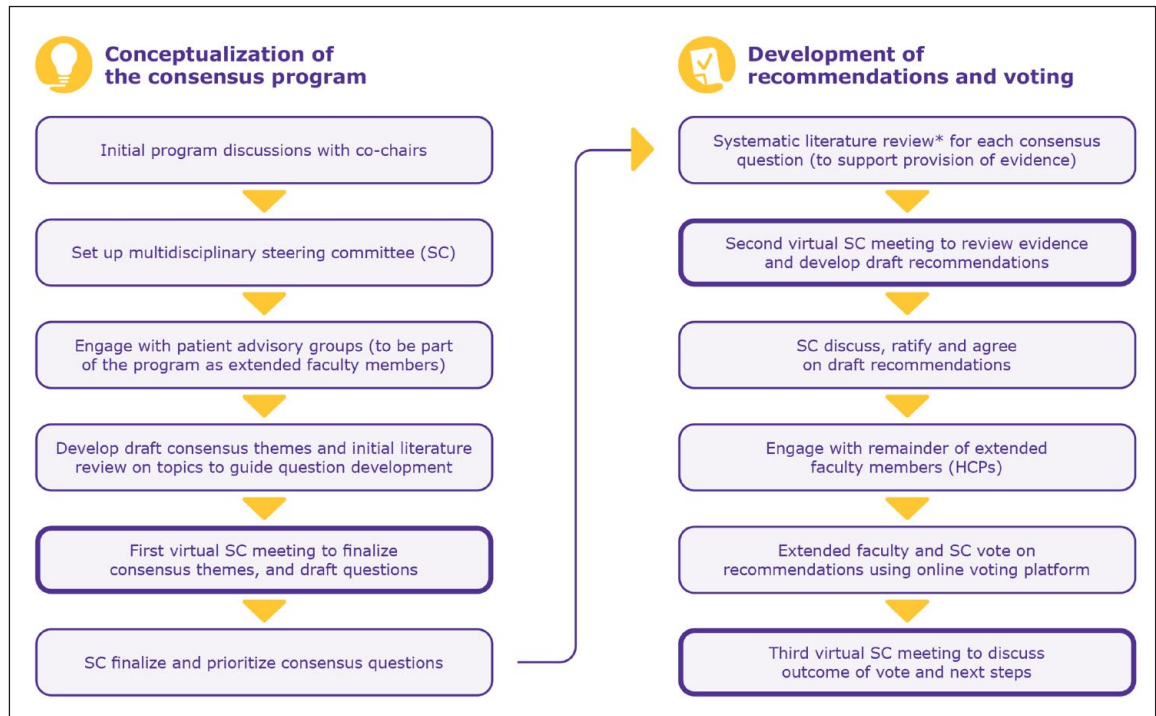 Conceptualization of
the consensus program
Initial program discussions with co-chairs
Set up multidisciplinary steering committee (SC)
Engage with patient advisory groups (to be part
of the program as extended faculty members)
Develop draft consensus themes and initial literature
review on topics to guide question development
First virtual SC meeting to finalize
consensus themes, and draft questions
SC finalize and prioritize consensus questions
Development of
recommendations and voting
Systematic literature review* for each consensus
question (to support provision of evidence)
Second virtual SC meeting to review evidence
and develop draft recommendations
SC discuss, ratify and agree
on draft recommendations
Engage with remainder of extended
faculty members (HCPs)
Extended faculty and SC vote on
recommendations using online voting platform
Third virtual SC meeting to discuss
outcome of vote and next steps